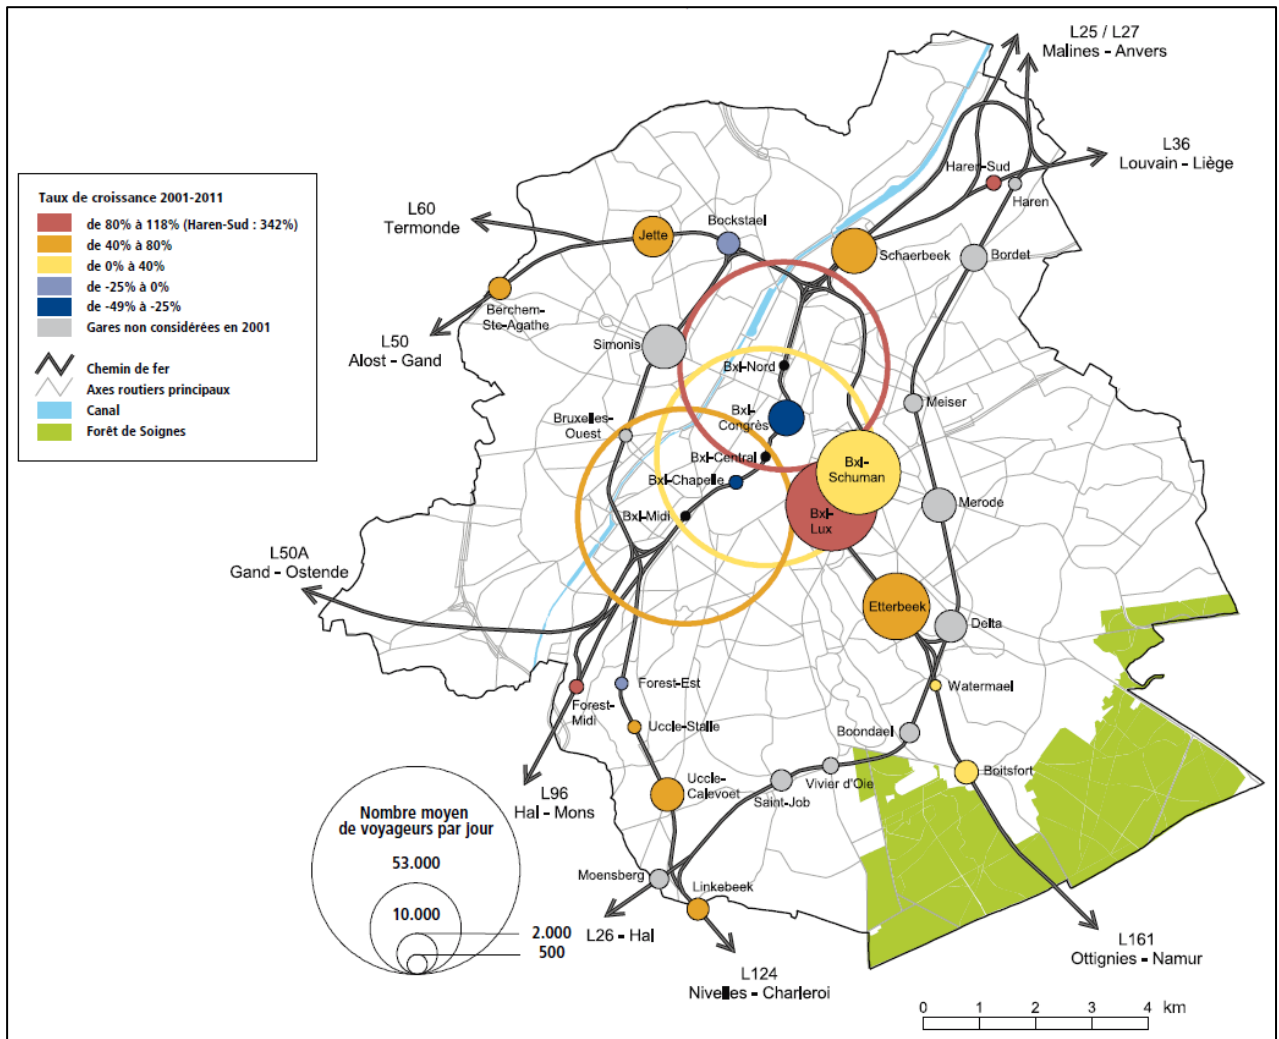 L25 / L27
Malines - Anvers
L36
Louvain - Liège
Haren-Sud
Haren
Taux de croissance 2001-2011
de 80% à 118% (Haren-Sud : 342%)
de 40% à 80%
de 0% à 40%
de -25% à 0%
de -49% à -25%
Gares non considérées en 2001
Chemin de fer
Axes routiers principaux
Canal
Forêt de Soignes
L60
Termonde
Jette
Bockstael
Schaerbeek
Bordet
Berchem-
Ste-Agathe
L50
Alost - Gand
Simonis
Bxl-Nord
Meiser
Bruxelles-
Ouest
Bxl-
Congrès
Bxl-Central
Bxl-Chapelle
Bxl-
Schuman
Bxl-Midi
Bxl-
Lux
Merode
L50A
Gand - Ostende
Etterbeek
Delta
Forest-Est
Watermael
Forest-
Midi
Uccle-Stalle
Boondael
Uccle-
Calevoet
Saint-Job
Vivier d'Oie
Boitsfort
L96
Hal - Mons
Nombre moyen
de voyageurs par jour
53.000
10.000
2.000
500
Moensberg
Linkebeek
L26 - Hal
L124
Nivelles - Charleroi
L161
Ottignies - Namur
0 1 2 3 4 km